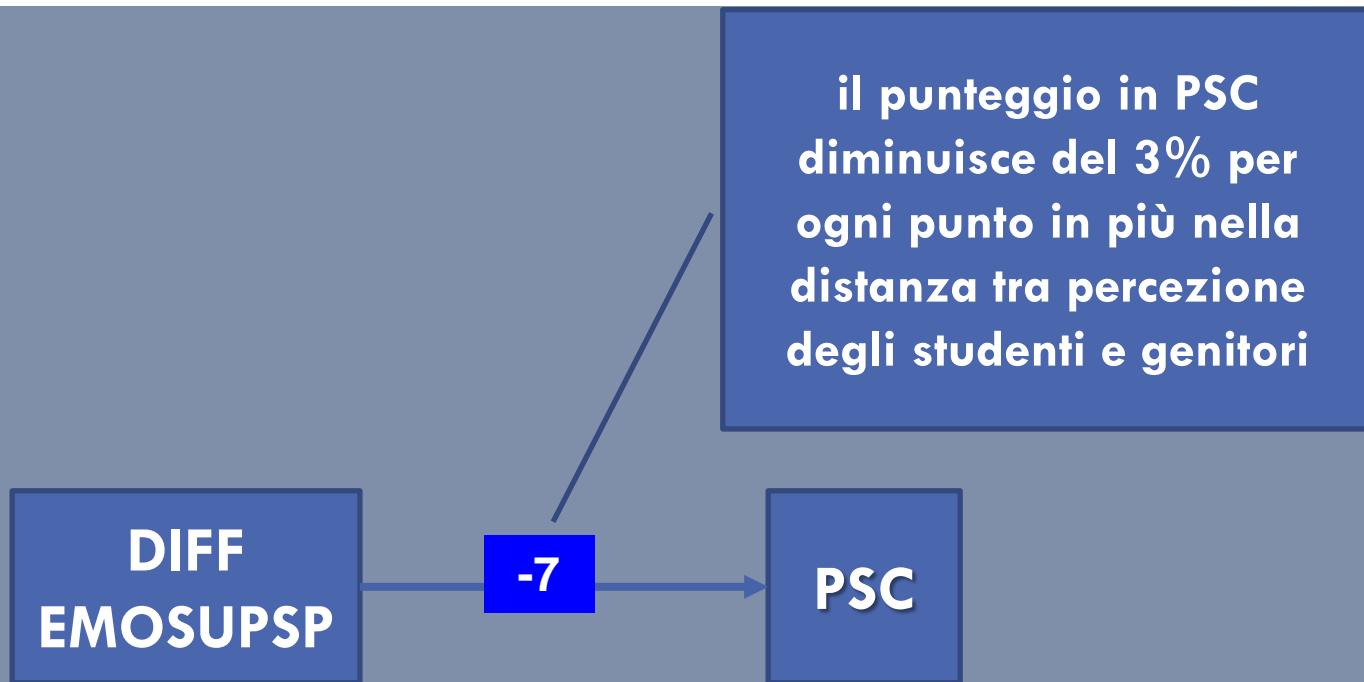 il punteggio in PSC
diminuisce del 3% per
ogni punto in più nella
distanza tra percezione
degli studenti e genitori
DIFF
EMOSUPSP
-7
PSC